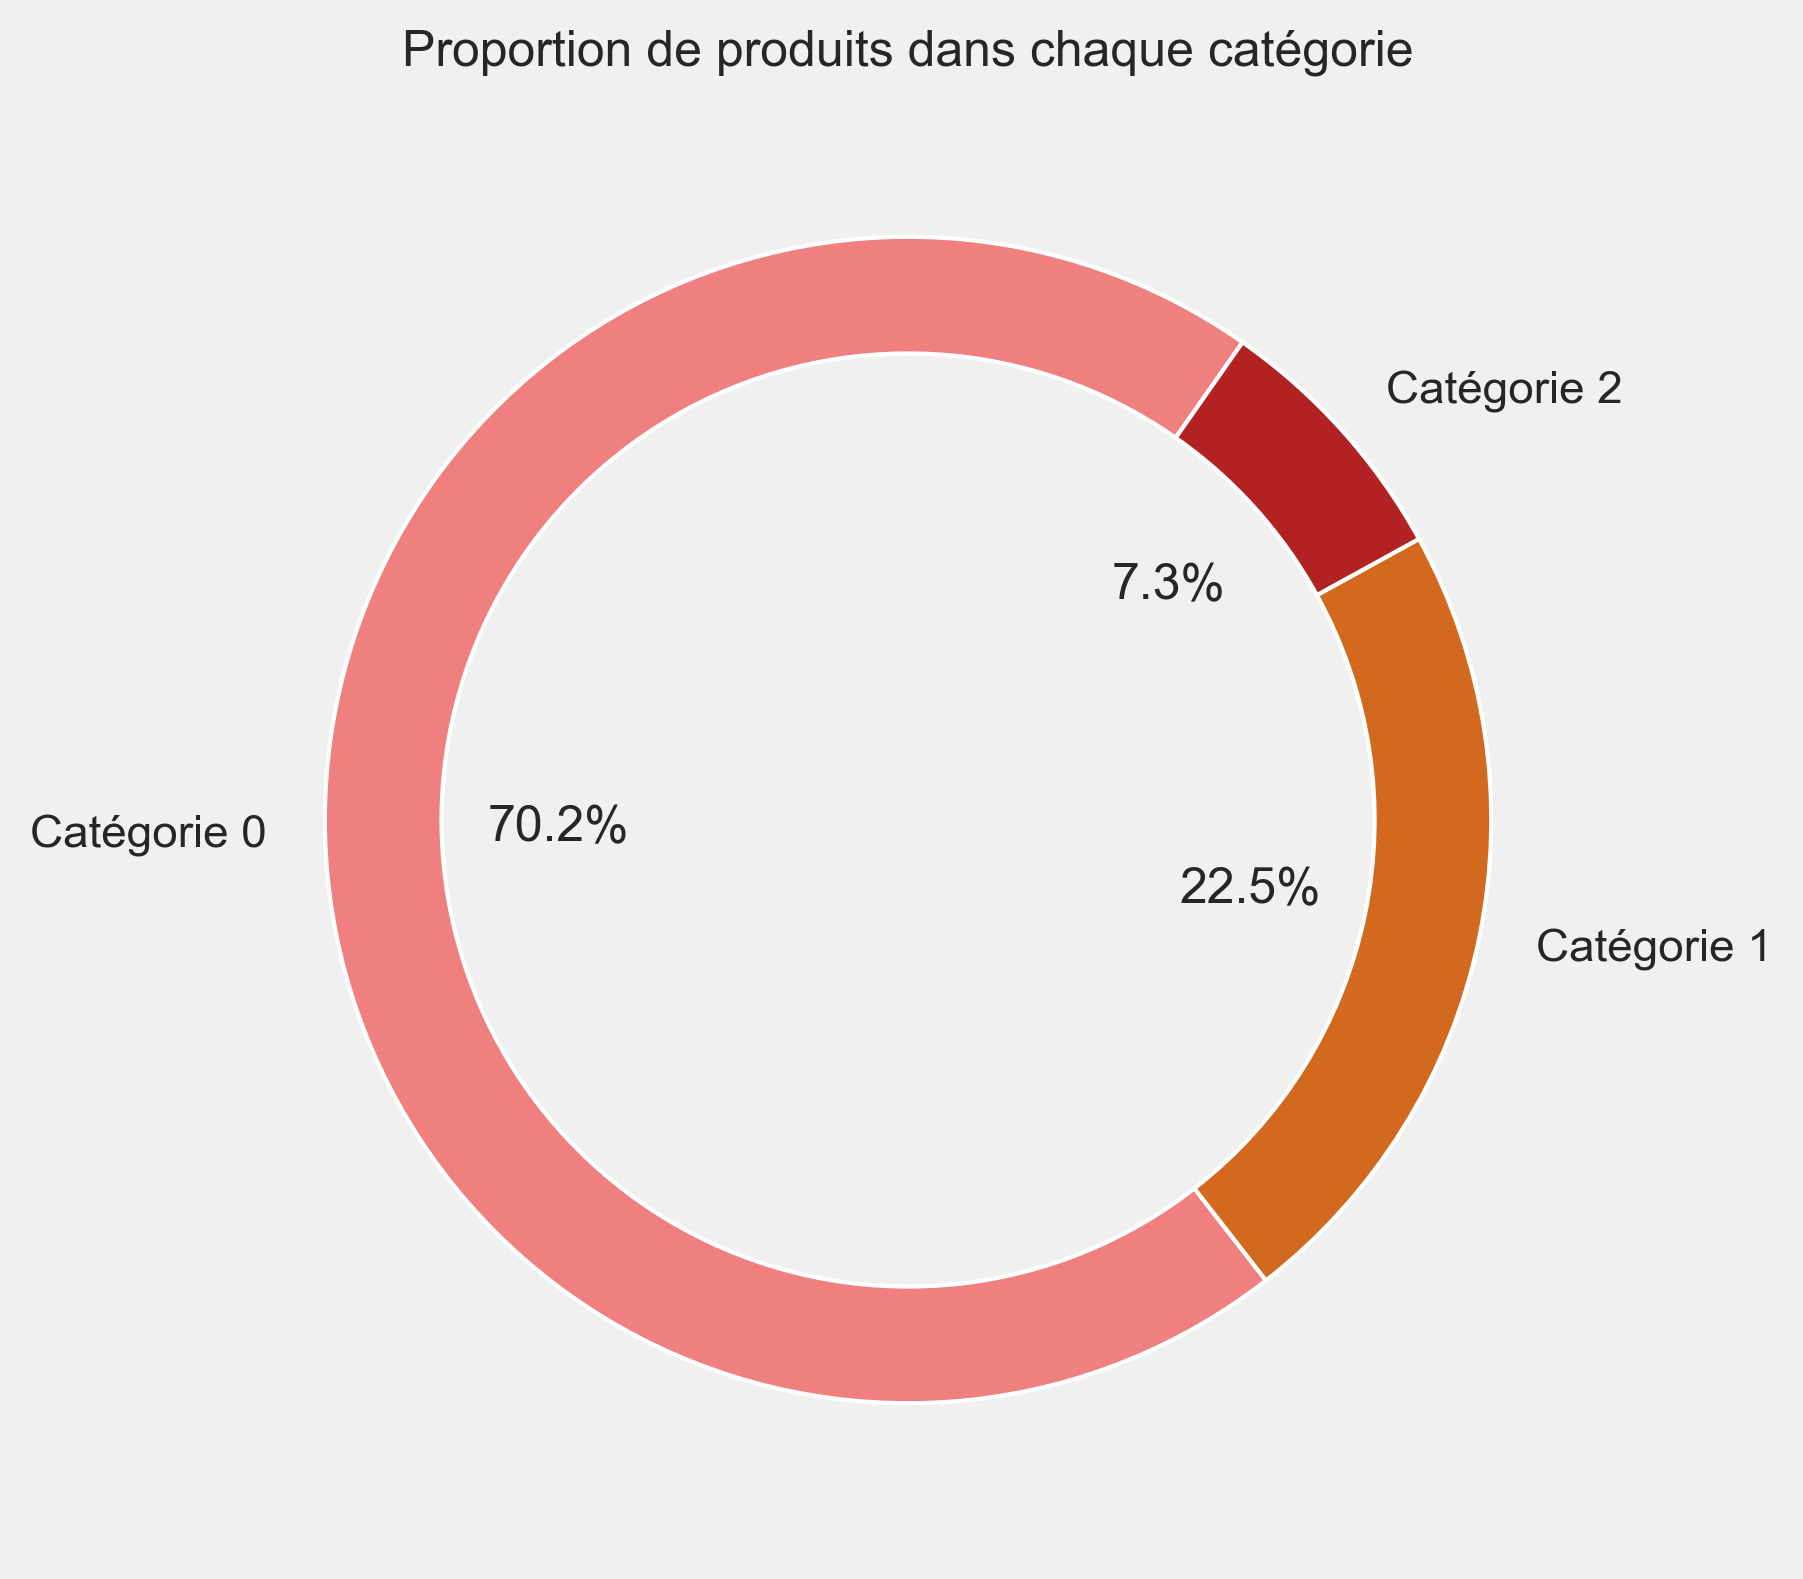 Proportion de produits dans chaque catégorie
Catégorie 2
7.3%
Catégorie 0
70.2%
22.5%
Catégorie 1